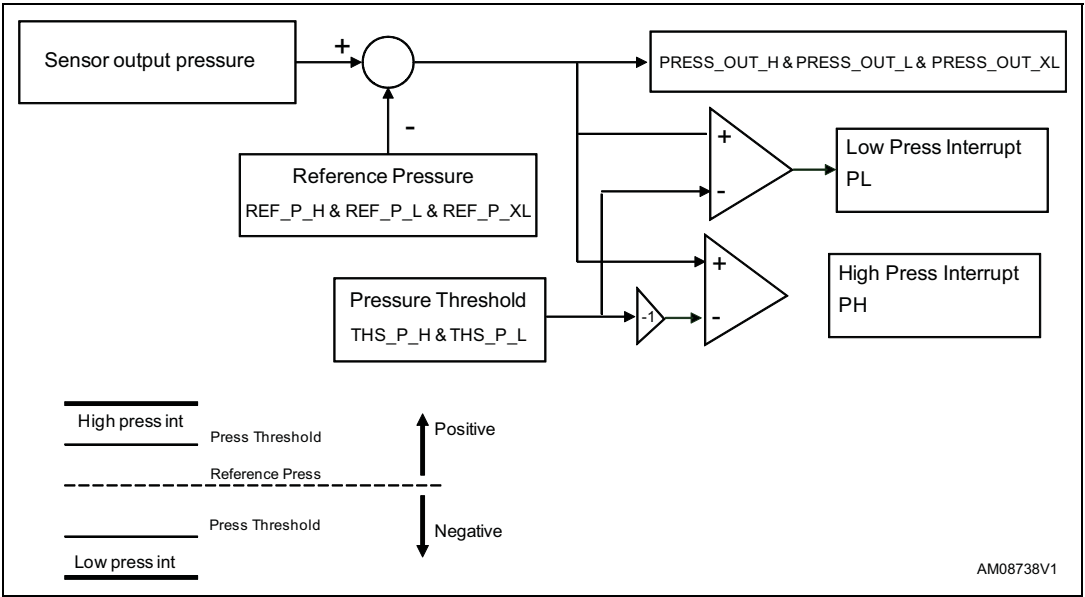 Sensor output pressure
+
PRESS_OUT_H & PRESS_OUT_L & PRESS_OUT_XL
-
Reference Pressure
REF_P_H & REF_P_L & REF_P_XL
+
-
Low Press Interrupt
PL
Pressure Threshold
THS_P_H & THS_P_L
-1
+
-
High Press Interrupt
PH
High press int
Press Threshold
Reference Press
Press Threshold
Low press int
Positive
Negative
AM08738V1